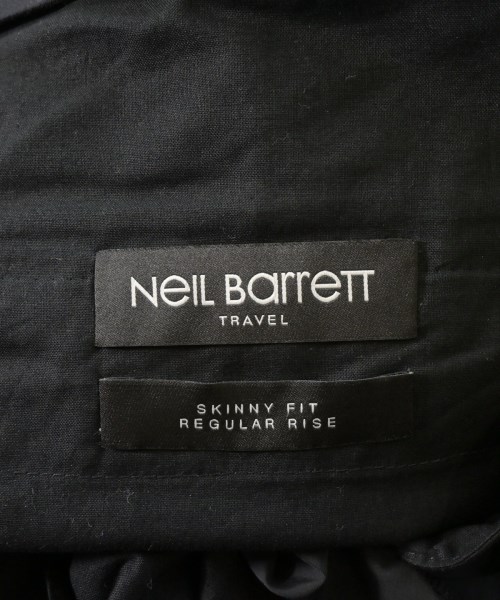 NeIL BarreTT
TRAVEL
SKINNY FIT
REGULAR RISE